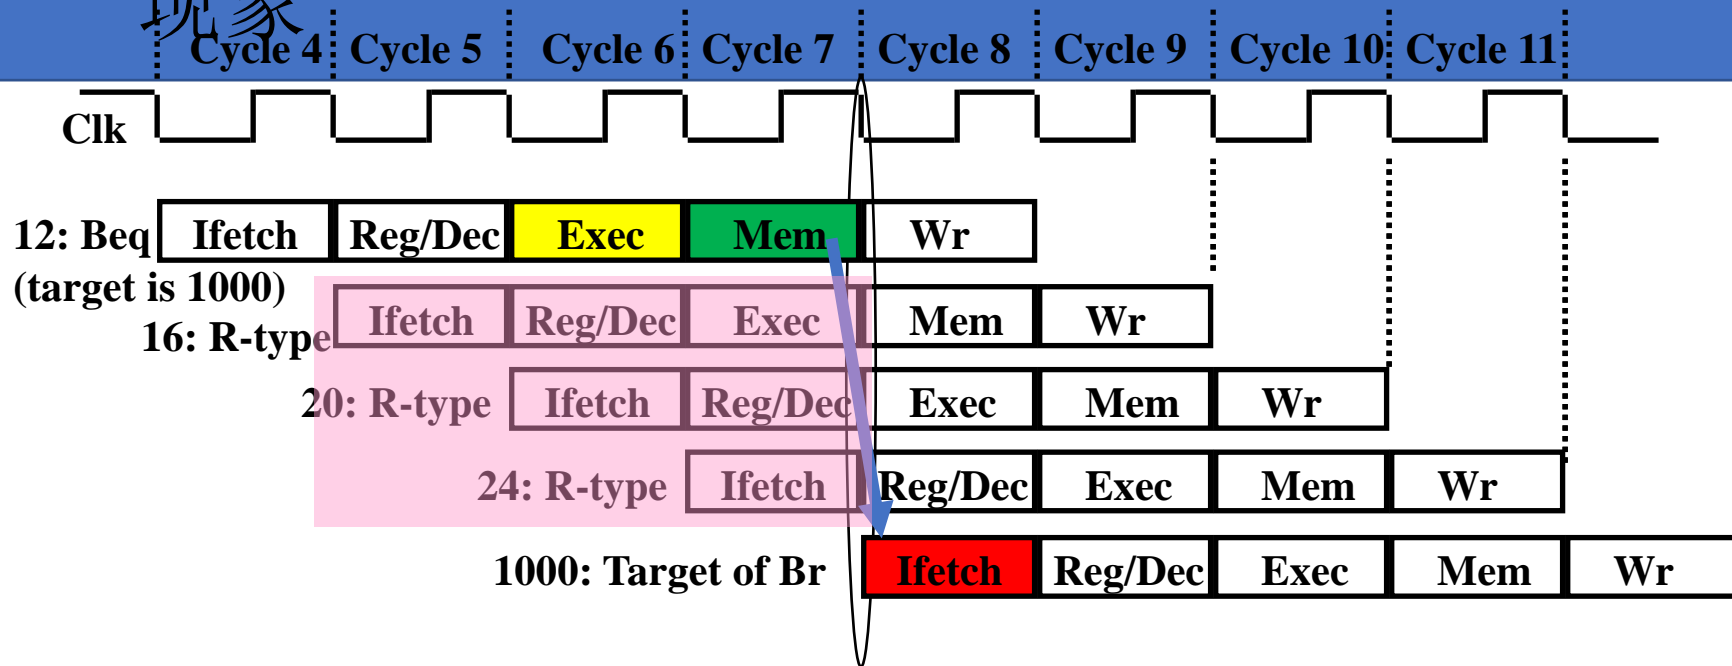 现象
Cycle 4 Cycle 5 Cycle 6 Cycle 7 Cycle 8 Cycle 9 Cycle 10 Cycle 11
Clk
12: Beq Ifetch Reg/Dec Exec Mem Wr
(target is 1000)
16: R-type Ifetch Reg/Dec Exec Mem Wr
20: R-type Ifetch Reg/Dec Exec Mem Wr
24: R-type Ifetch Reg/Dec Exec Mem Wr
1000: Target of Br Ifetch Reg/Dec Exec Mem Wr